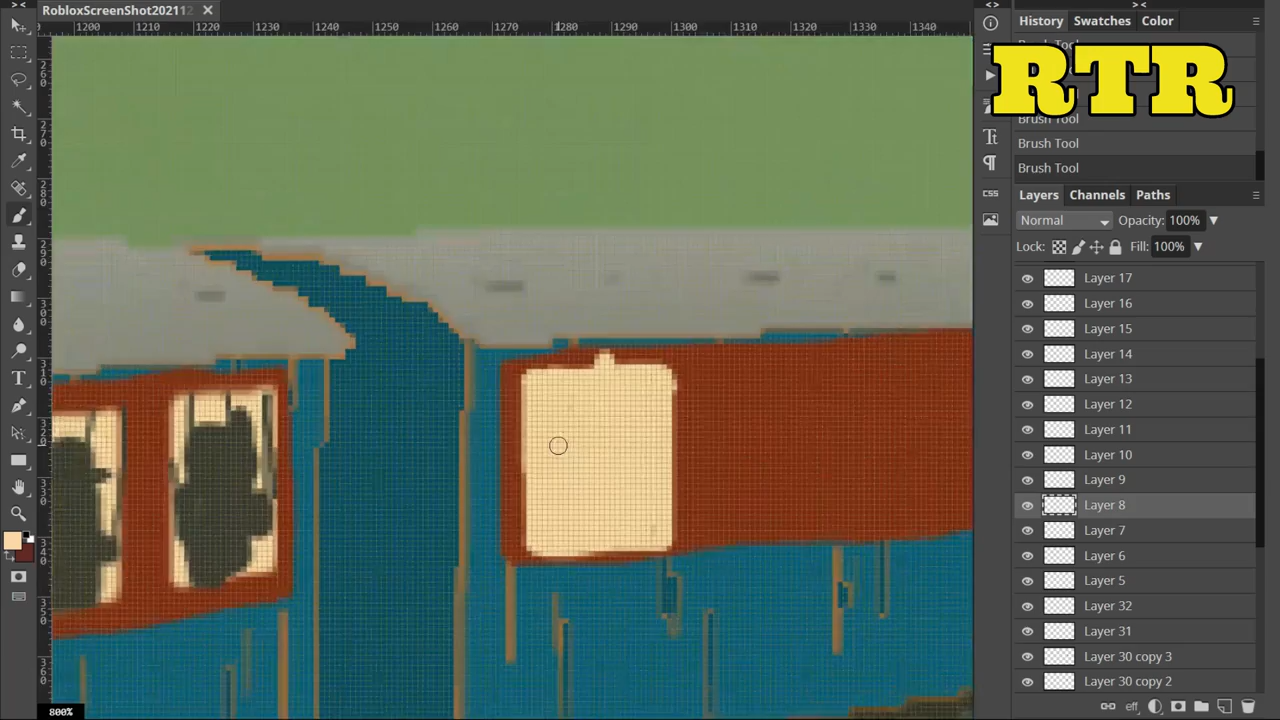 RobloxScreenShot202112
1200 1210 1220 1230 1240 1250 1260 1270 1280 1290 1300 1310 1320 1330 1340
History Swatches Color
RTR
Brush Tool
Brush Tool
Brush Tool
Layers Channels Paths
Normal Opacity: 100%
Lock: Fill: 100%
Layer 17
Layer 16
Layer 15
Layer 14
Layer 13
Layer 12
Layer 11
Layer 10
Layer 9
Layer 8
Layer 7
Layer 6
Layer 5
Layer 32
Layer 31
Layer 30 copy 3
Layer 30 copy 2
CSS
eff
800%